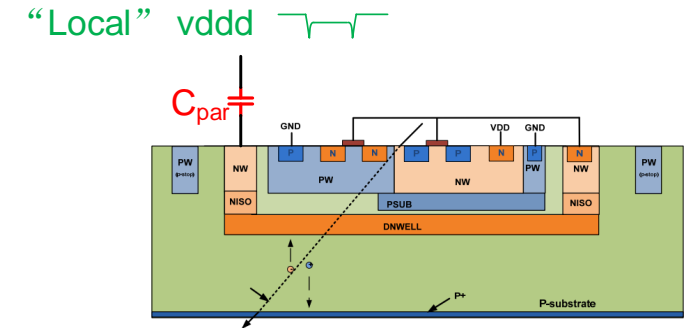 “Local” vddd
Cpar
GND
VDD
GND
P
N
N
P
P
N
P
N
PW
(p-stop)
NW
PW
NW
PW
NW
PW
(p-stop)
NISO
PSUB
NISO
DNWELL
P+
P-substrate